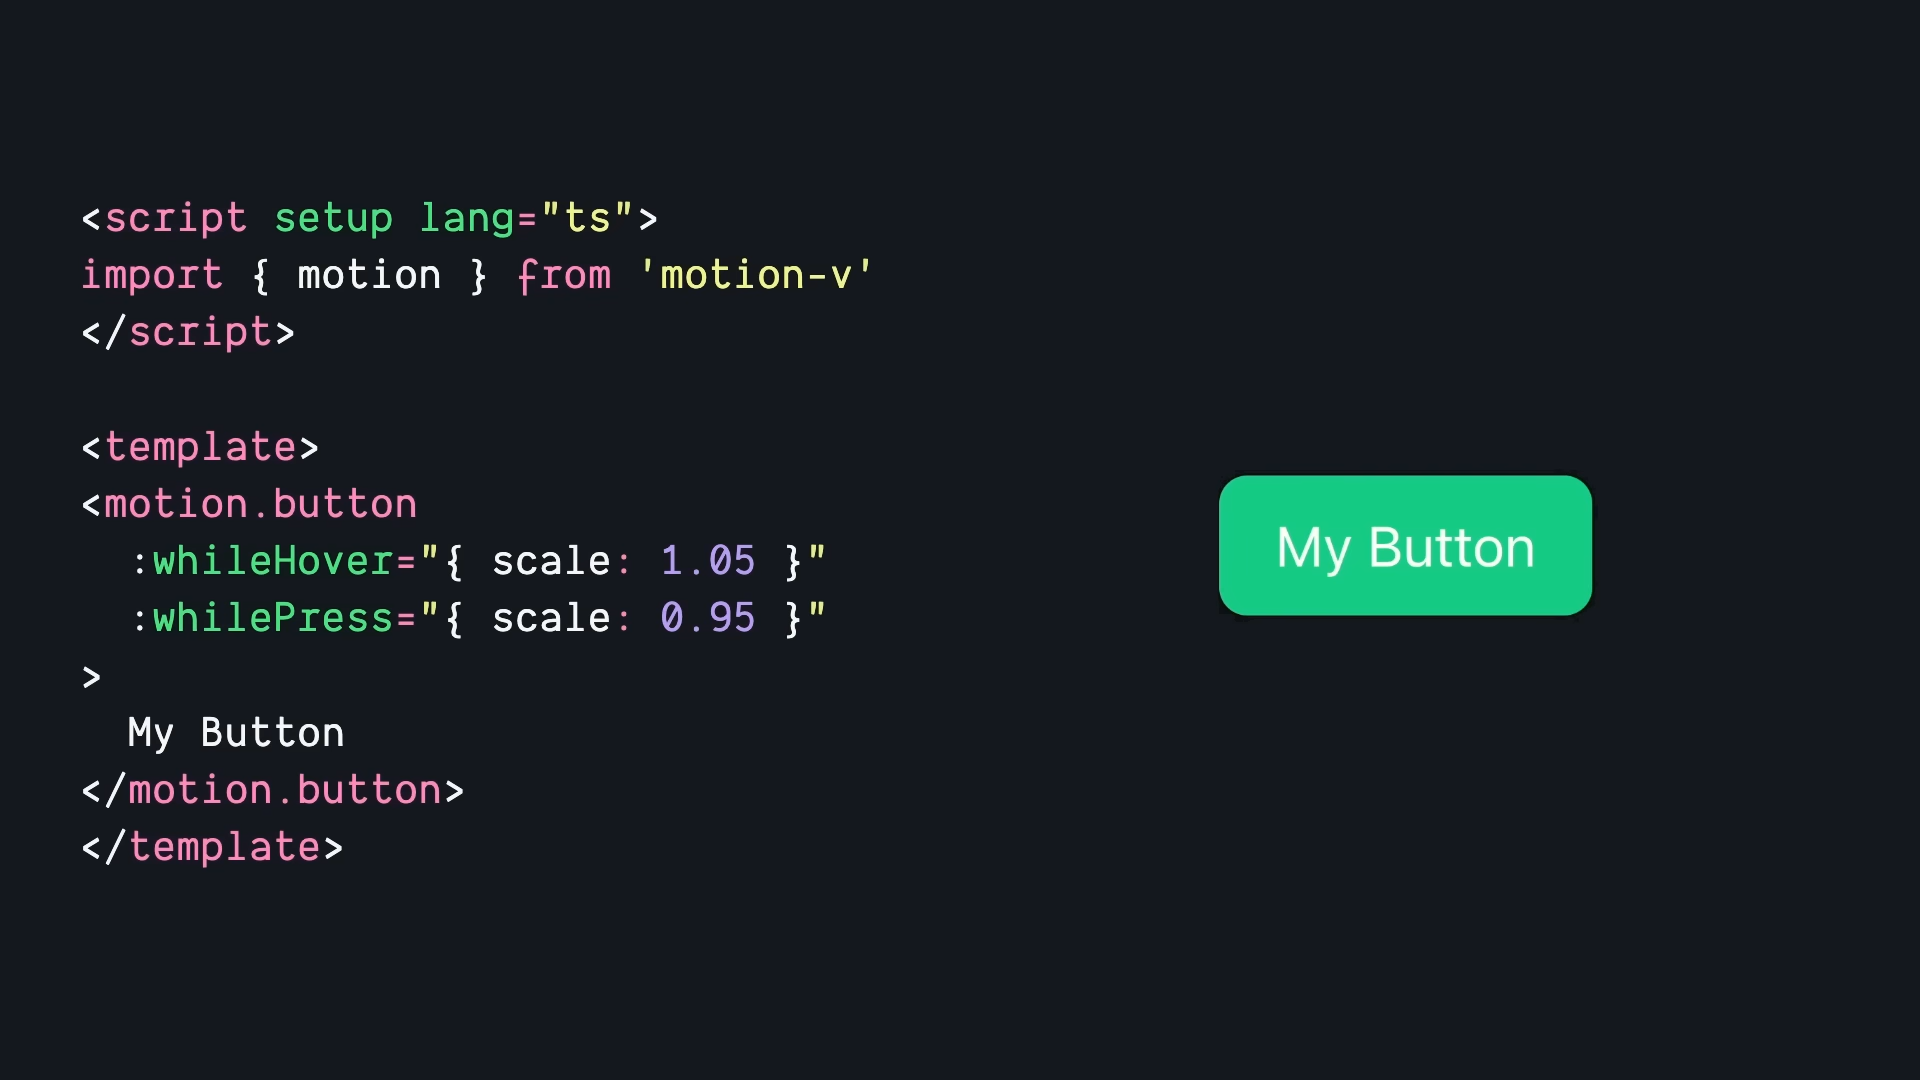 <script setup lang="ts">
import { motion } from 'motion-v'
</script>
<template>
<motion.button
  :whileHover="{ scale: 1.05 }"
  :whilePress="{ scale: 0.95 }"
>
  My Button
</motion.button>
</template>
My Button